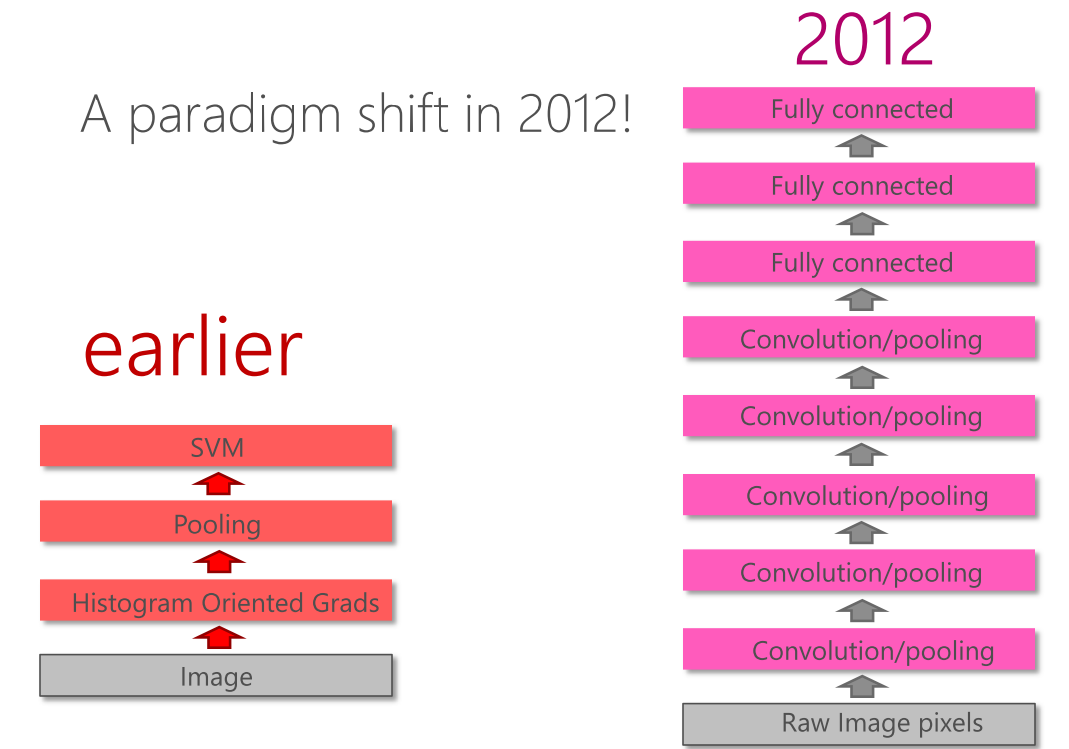 A paradigm shift in 2012!
earlier
SVM
Pooling
Histogram Oriented Grads
Image
2012
Fully connected
Fully connected
Fully connected
Convolution/pooling
Convolution/pooling
Convolution/pooling
Convolution/pooling
Convolution/pooling
Raw Image pixels